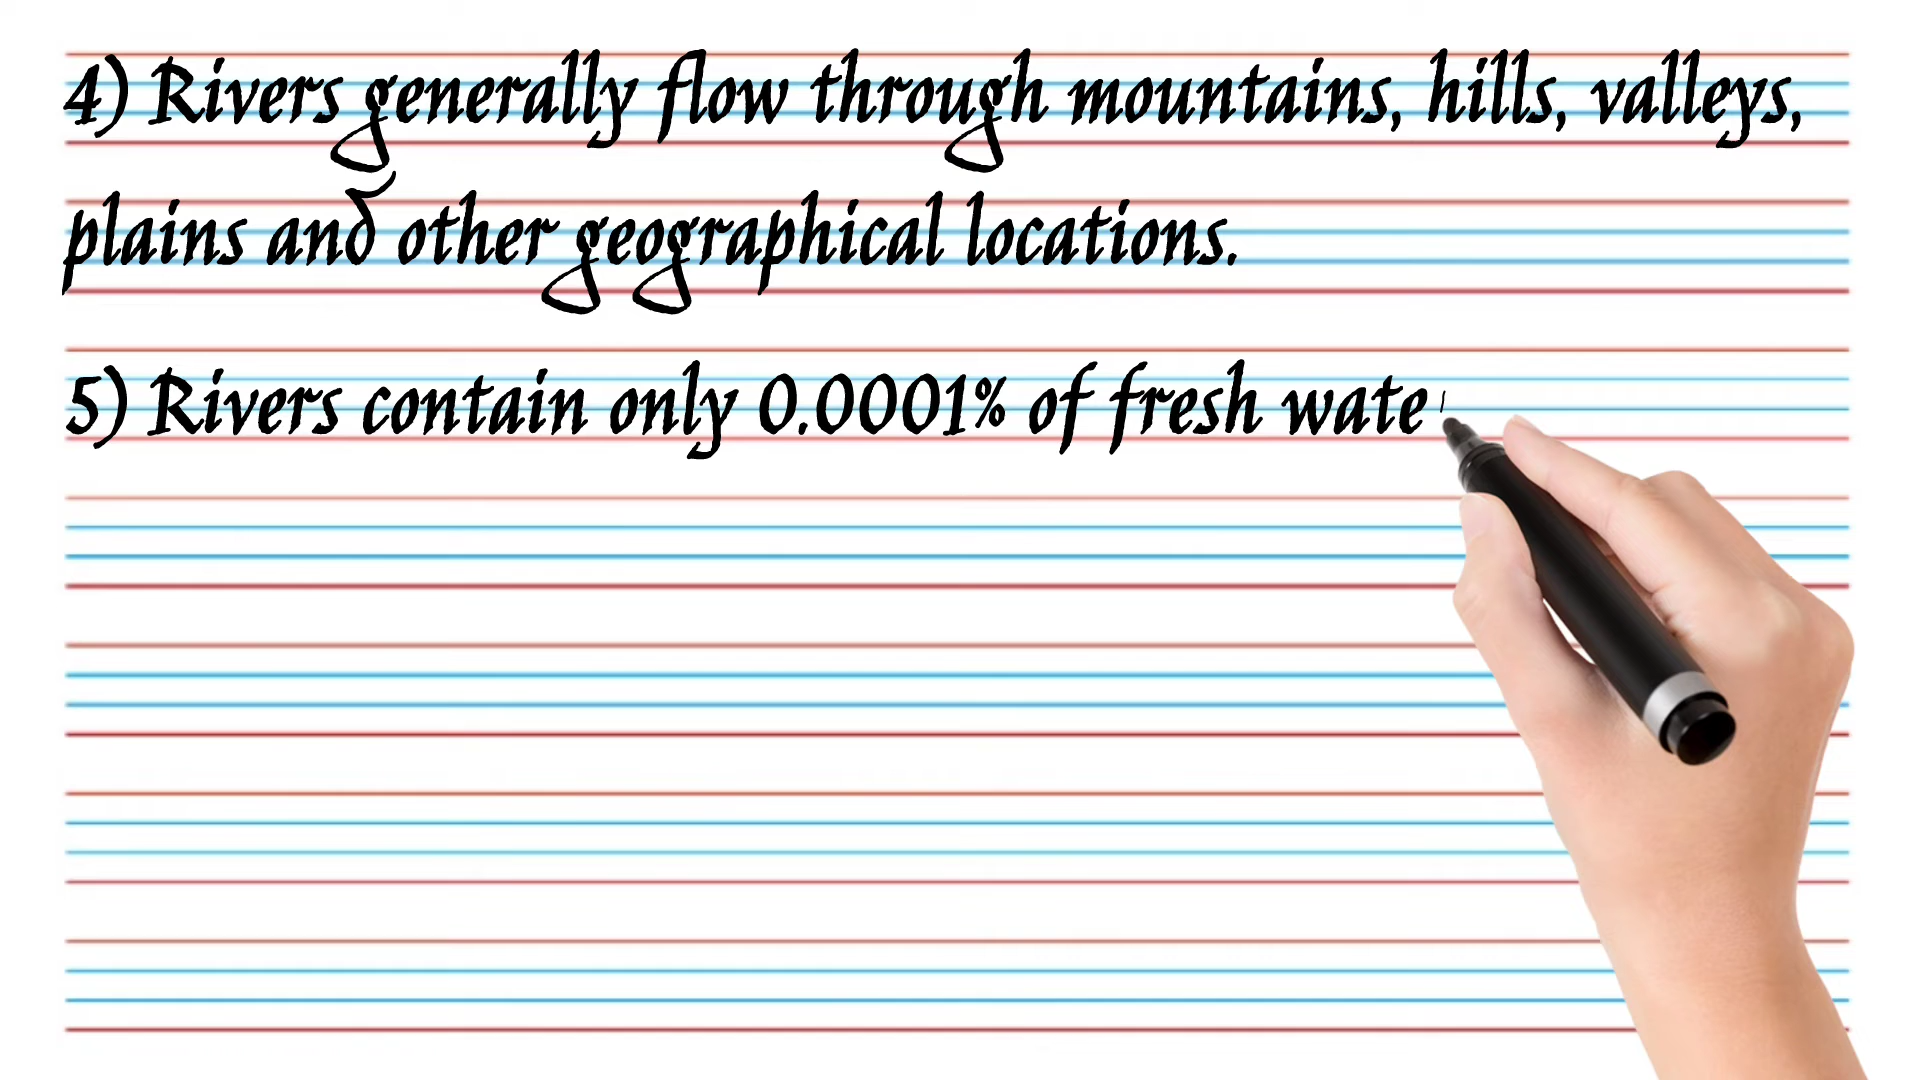 4) Rivers generally flow through mountains, hills, valleys,
plains and other geographical locations.
5) Rivers contain only 0.0001% of fresh wate